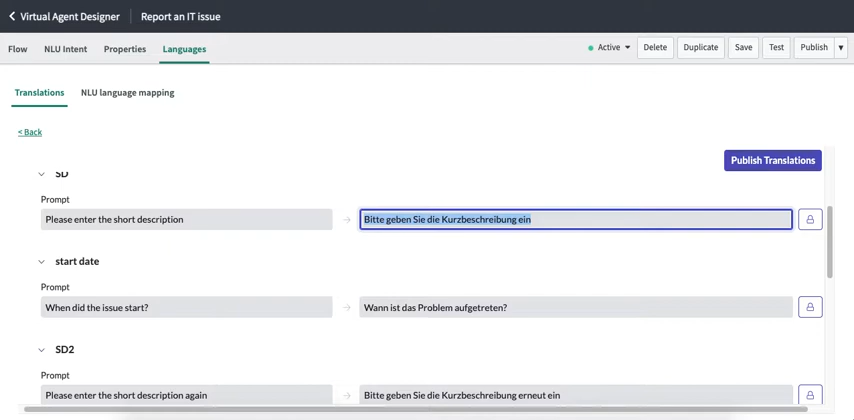 Virtual Agent Designer Report an IT issue
Flow NLU Intent Properties Languages Active Delete Duplicate Save Test Publish
Translations NLU language mapping
< Back
Publish Translations
SD
Prompt
Please enter the short description Bitte geben Sie die Kurzbeschreibung ein
start date
Prompt
When did the issue start? Wann ist das Problem aufgetreten?
SD2
Prompt
Please enter the short description again Bitte geben Sie die Kurzbeschreibung erneut ein